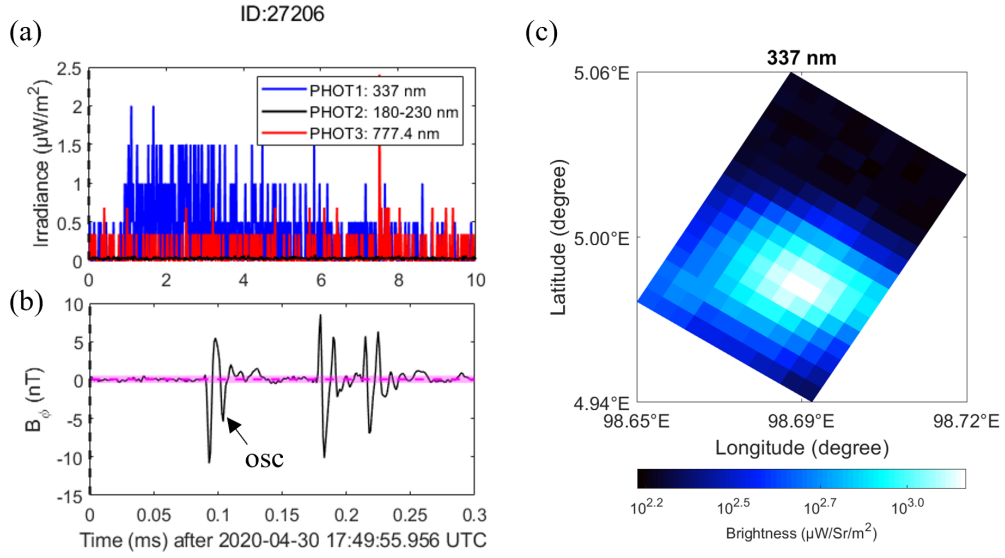 ID:27206
(a)
2.5
2
1.5
1
0.5
0
Irradiance (µW/m²)
PHOT1: 337 nm
PHOT2: 180-230 nm
PHOT3: 777.4 nm
0 2 4 6 8 10
(b)
10
5
0
-5
-10
-15
B_ϕ (nT)
osc
0 0.05 0.1 0.15 0.2 0.25 0.3
Time (ms) after 2020-04-30 17:49:55.956 UTC
(c)
337 nm
5.06°E
5.00°E
4.94°E
Latitude (degree)
98.65°E 98.69°E 98.72°E
Longitude (degree)
10^2.2 10^2.5 10^2.7 10^3.0
Brightness (µW/Sr/m²)